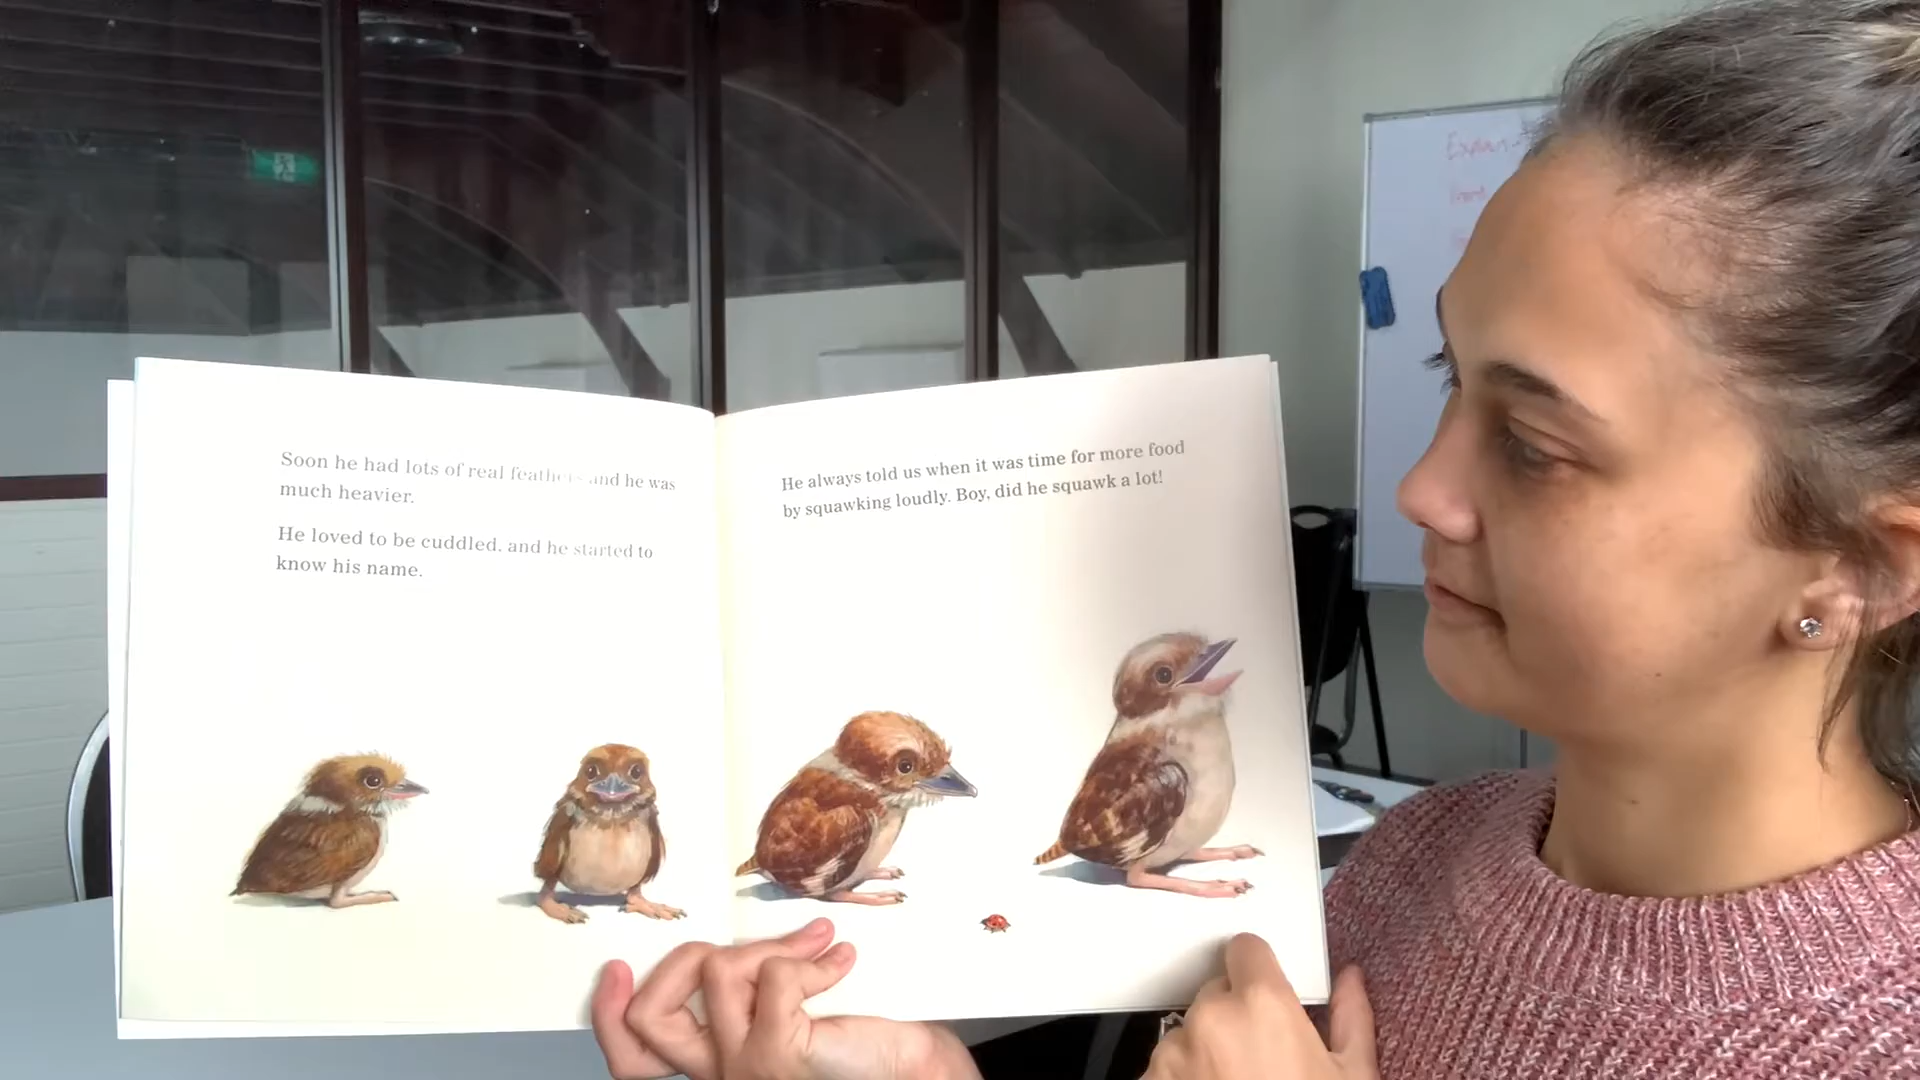 Soon he had lots of real feathers and he was
much heavier.
He loved to be cuddled, and he started to
know his name.
He always told us when it was time for more food
by squawking loudly. Boy, did he squawk a lot!